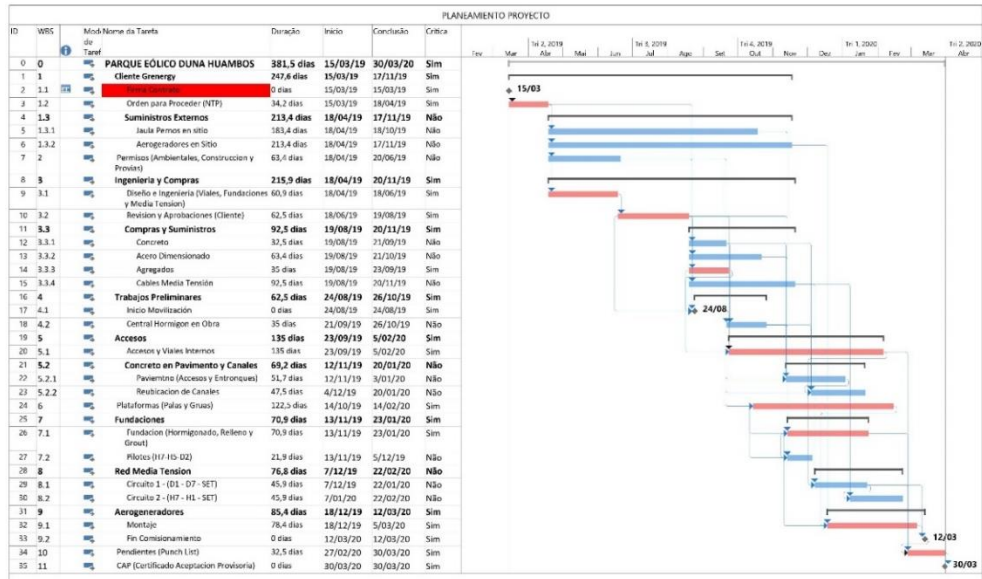 PLANEAMIENTO PROYECTO
ID WBS Modo de Taref Nome da Tarefa Duração Início Conclusão Crítica
Tri 2, 2019 Tri 3, 2019 Tri 4, 2019 Tri 1, 2020 Tri 2, 2020
Fev Mar Abr Mai Jun Jul Ago Set Out Nov Dez Jan Fev Mar Abr
0 0 PARQUE EÓLICO DUNA HUAMBOS 381,5 dias 15/03/19 30/03/20 Sim
1 1 Cliente Grenergy 247,6 dias 15/03/19 17/11/19 Sim
2 1.1 Firma Contrato 0 dias 15/03/19 15/03/19 Sim 15/03
3 1.2 Orden para Proceder (NTP) 34,2 dias 15/03/19 18/04/19 Sim
4 1.3 Suministros Externos 213,4 dias 18/04/19 17/11/19 Não
5 1.3.1 Jaula Pernos en sitio 183,4 dias 18/04/19 18/10/19 Não
6 1.3.2 Aerogeradores en Sitio 213,4 dias 18/04/19 17/11/19 Não
7 2 Permisos (Ambientales, Construccion y Provias) 63,4 dias 18/04/19 20/06/19 Não
8 3 Ingenieria y Compras 215,9 dias 18/04/19 20/11/19 Sim
9 3.1 Diseño e Ingenieria (Viales, Fundaciones y Media Tension) 60,9 dias 18/04/19 18/06/19 Sim
10 3.2 Revision y Aprobaciones (Cliente) 62,5 dias 18/06/19 19/08/19 Sim
11 3.3 Compras y Suministros 92,5 dias 19/08/19 20/11/19 Sim
12 3.3.1 Concreto 32,5 dias 19/08/19 21/09/19 Não
13 3.3.2 Acero Dimensionado 63,4 dias 19/08/19 21/10/19 Não
14 3.3.3 Agregados 35 dias 19/08/19 23/09/19 Sim
15 3.3.4 Cables Media Tensión 92,5 dias 19/08/19 20/11/19 Não
16 4 Trabajos Preliminares 62,5 dias 24/08/19 26/10/19 Sim
17 4.1 Inicio Movilización 0 dias 24/08/19 24/08/19 Sim 24/08
18 4.2 Central Hormigon en Obra 35 dias 21/09/19 26/10/19 Não
19 5 Accesos 135 dias 23/09/19 5/02/20 Sim
20 5.1 Accesos y Viales Internos 135 dias 23/09/19 5/02/20 Sim
21 5.2 Concreto en Pavimento y Canales 69,2 dias 12/11/19 20/01/20 Não
22 5.2.1 Paviemtno (Accesos y Entronques) 51,7 dias 12/11/19 3/01/20 Não
23 5.2.2 Reubicacion de Canales 47,5 dias 4/12/19 20/01/20 Não
24 6 Plataformas (Palas y Gruas) 122,5 dias 14/10/19 14/02/20 Sim
25 7 Fundaciones 70,9 dias 13/11/19 23/01/20 Sim
26 7.1 Fundacion (Hormigonado, Relleno y Grout) 70,9 dias 13/11/19 23/01/20 Sim
27 7.2 Pilotes (H7-H5-D2) 21,9 dias 13/11/19 5/12/19 Não
28 8 Red Media Tension 76,8 dias 7/12/19 22/02/20 Não
29 8.1 Circuito 1 - (D1 - D7 - SET) 45,9 dias 7/12/19 22/01/20 Não
30 8.2 Circuito 2 - (H7 - H1 - SET) 45,9 dias 7/01/20 22/02/20 Não
31 9 Aerogeneradores 85,4 dias 18/12/19 12/03/20 Sim
32 9.1 Montaje 78,4 dias 18/12/19 5/03/20 Sim
33 9.2 Fin Comisionamento 0 dias 12/03/20 12/03/20 Sim 12/03
34 10 Pendientes (Punch List) 32,5 dias 27/02/20 30/03/20 Sim
35 11 CAP (Certificado Aceptacion Provisoria) 0 dias 30/03/20 30/03/20 Sim 30/03